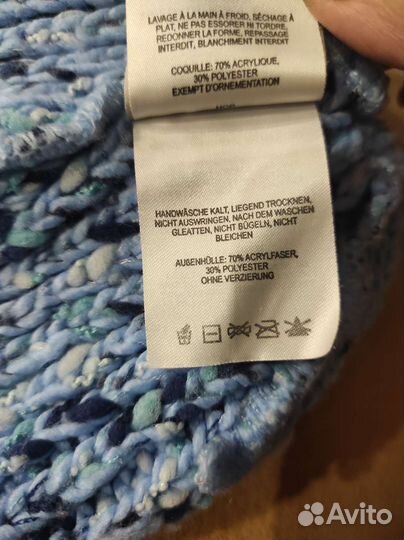 LAVAGE À LA MAIN À FROID, SÉCHAGE À
PLAT, NE PAS ESSORER NI TORDRE,
REDONNER LA FORME, REPASSAGE
INTERDIT, BLANCHIMENT INTERDIT
COQUILLE: 70% ACRYLIQUE,
30% POLYESTER
EXEMPT D'ORNEMENTATION
HANDWÄSCHE KALT, LIEGEND TROCKNEN,
NICHT AUSWRINGEN, NACH DEM WASCHEN
GLEATTEN, NICHT BÜGELN, NICHT
BLEICHEN
AUßENHÜLLE: 70% ACRYLFASER,
30% POLYESTER
OHNE VERZIERUNG
Avito